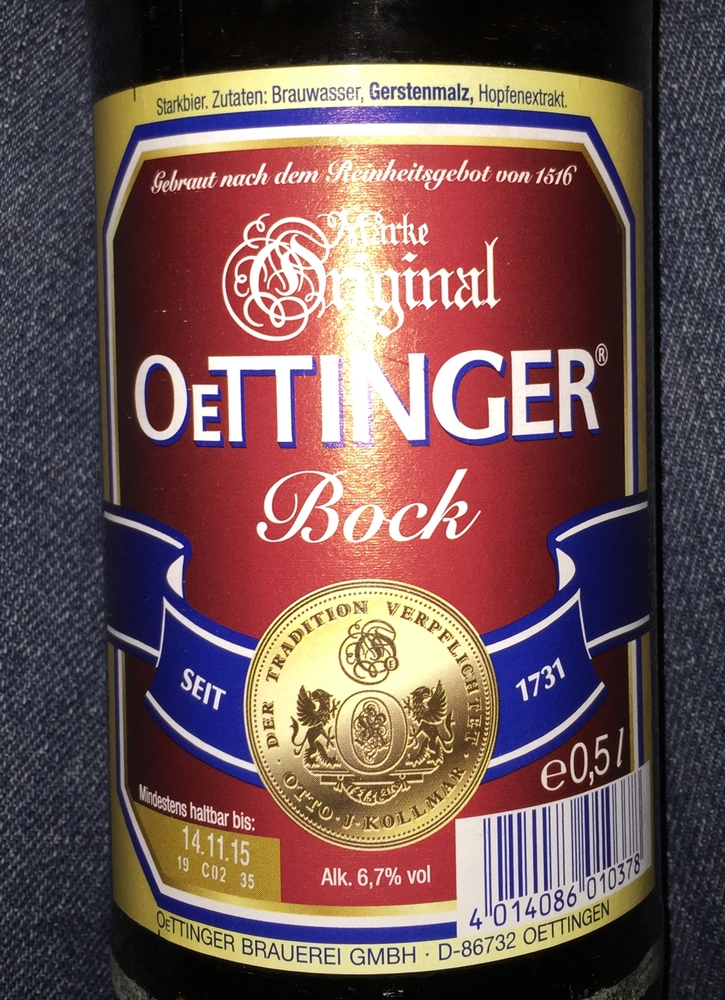 Starkbier. Zutaten: Brauwasser, Gerstenmalz, Hopfenextrakt.
Gebraut nach dem Reinheitsgebot von 1516
Marke
Original
OeTTINGER®
Bock
SEIT
1731
DER TRADITION VERPFLICHTET
O
OTTO·J·KOLLMAR
e0,5 l
Mindestens haltbar bis:
14.11.15
19 C02 35
Alk. 6,7% vol
4 014086 010378
OeTTINGER BRAUEREI GMBH · D-86732 OETTINGEN